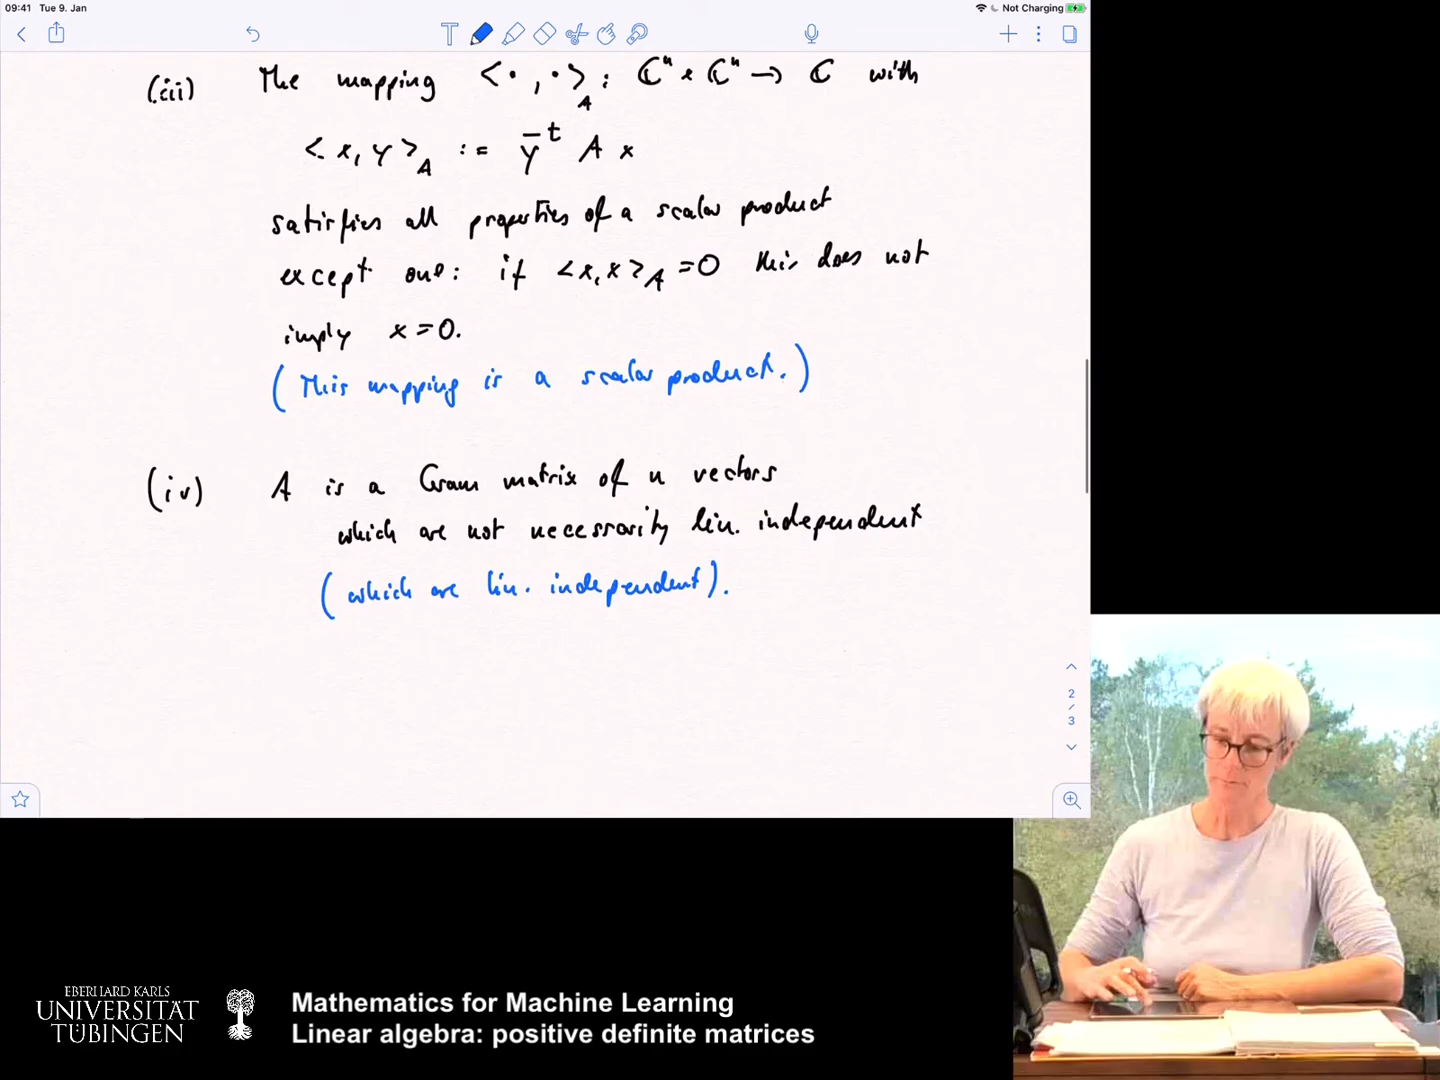 09:41 Tue 9. Jan
Not Charging
(iii) The mapping <·,·>_A : ℂⁿ × ℂⁿ → ℂ with
<x, y>_A := ȳᵗ A x
satisfies all properties of a scalar product
except one: if <x,x>_A = 0 this does not
imply x = 0.
(This mapping is a scalar product.)
(iv) A is a Gram matrix of n vectors
which are not necessarily lin. independent
(which are lin. independent).
2
/
3
EBERHARD KARLS
UNIVERSITÄT
TÜBINGEN
Mathematics for Machine Learning
Linear algebra: positive definite matrices